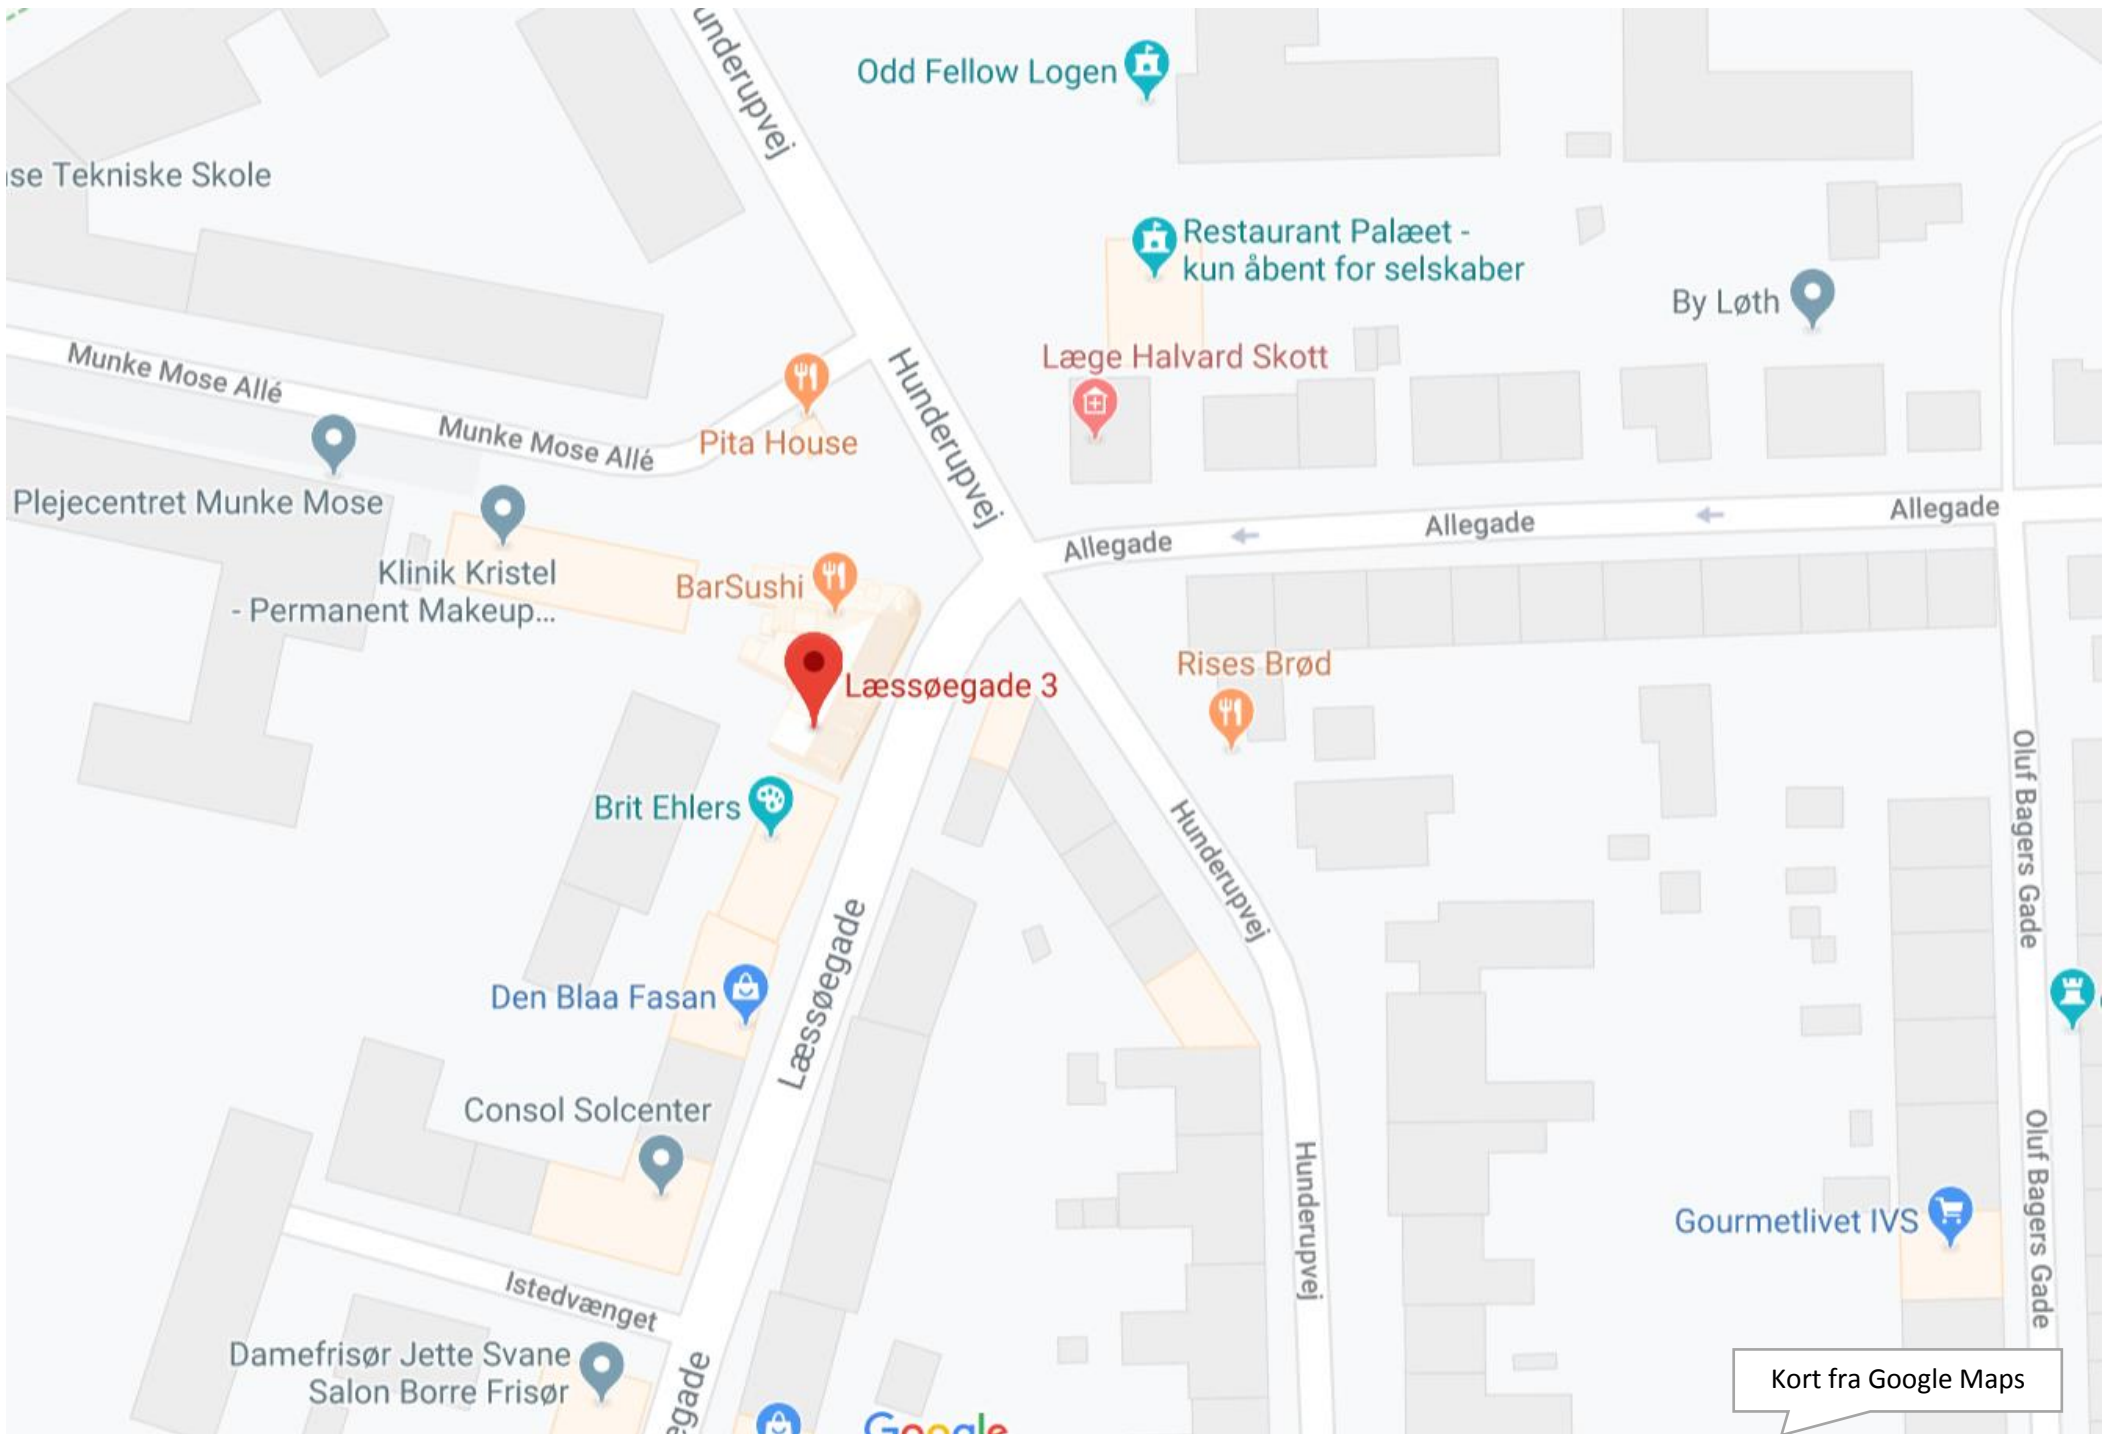 underupvej
Odd Fellow Logen
se Tekniske Skole
Restaurant Palæet -
kun åbent for selskaber
By Løth
Munke Mose Allé
Læge Halvard Skott
Hunderupvej
Munke Mose Allé
Pita House
Plejecentret Munke Mose
Allegade
Allegade
Allegade
Klinik Kristel
- Permanent Makeup...
BarSushi
Rises Brød
Læssøegade 3
Brit Ehlers
Hunderupvej
Oluf Bagers Gade
Den Blaa Fasan
Læssøegade
Consol Solcenter
Hunderupvej
Oluf Bagers Gade
Gourmetlivet IVS
Istedvænget
Damefrisør Jette Svane
Salon Borre Frisør
egade
Kort fra Google Maps
Google